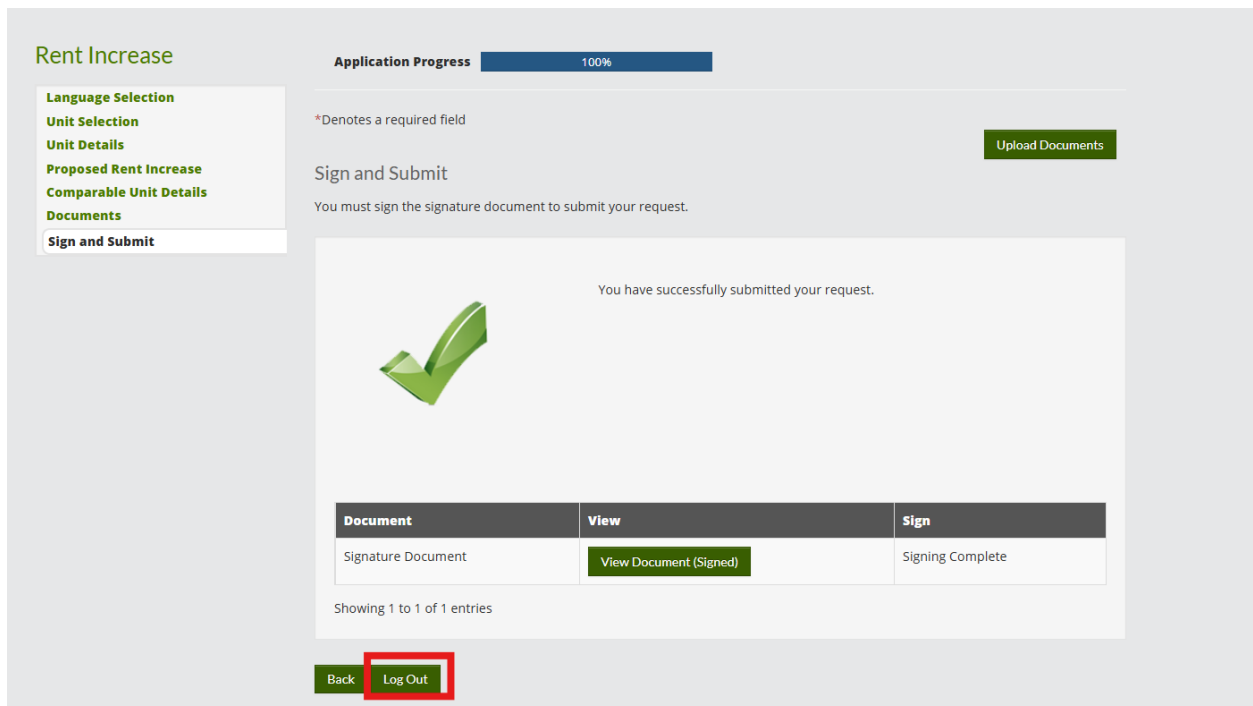 Rent Increase
Language Selection
Unit Selection
Unit Details
Proposed Rent Increase
Comparable Unit Details
Documents
Sign and Submit
Application Progress 100%
*Denotes a required field
Upload Documents
Sign and Submit
You must sign the signature document to submit your request.
You have successfully submitted your request.
Document View Sign
Signature Document View Document (Signed) Signing Complete
Showing 1 to 1 of 1 entries
Back Log Out